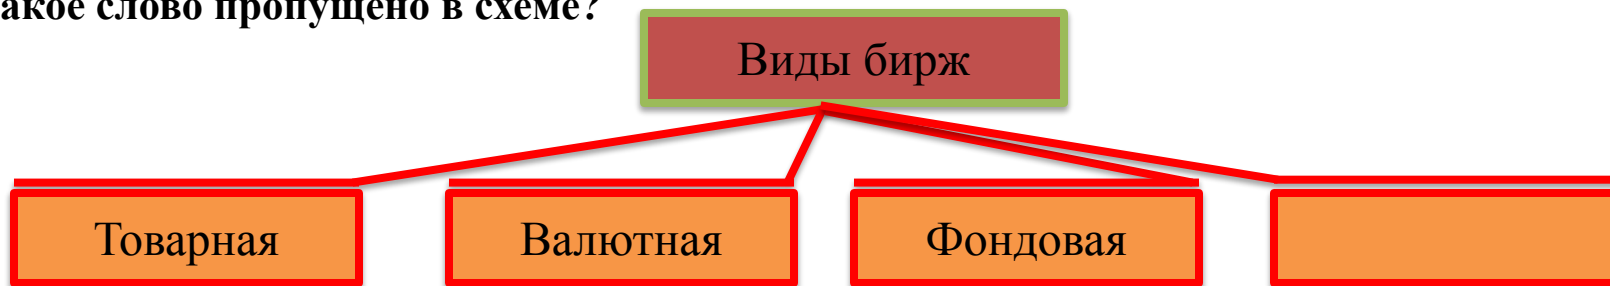 акое слово пропущено в схеме?
Виды бирж
Товарная
Валютная
Фондовая